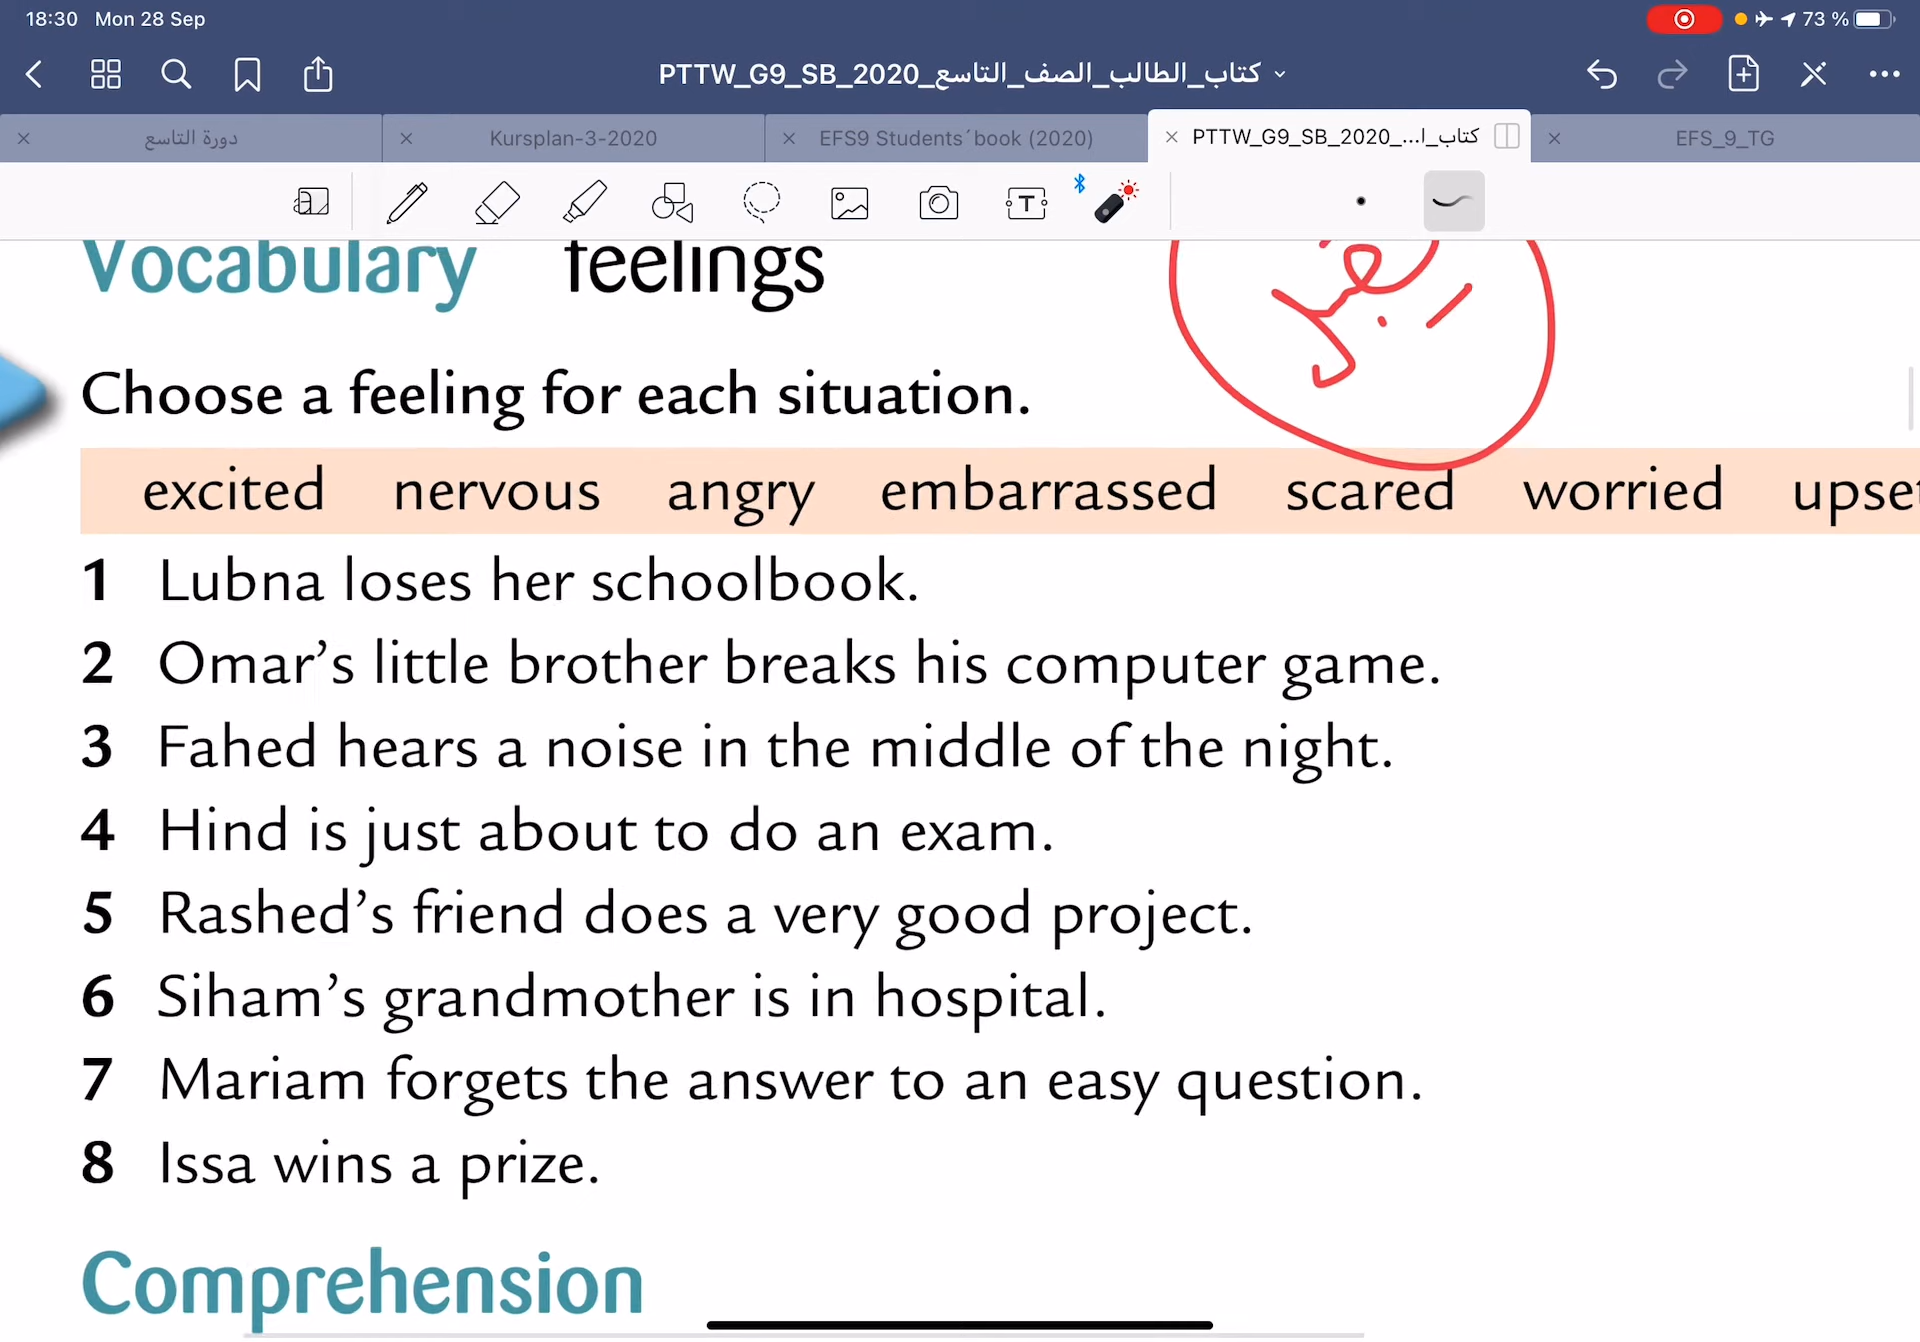 18:30 Mon 28 Sep 73 %
PTTW_G9_SB_2020_كتاب_الطالب_الصف_التاسع
دورة التاسع Kursplan-3-2020 EFS9 Students´book (2020) PTTW_G9_SB_2020_...كتاب_ا EFS_9_TG
Vocabulary feelings
Choose a feeling for each situation.
excited nervous angry embarrassed scared worried
1 Lubna loses her schoolbook.
2 Omar’s little brother breaks his computer game.
3 Fahed hears a noise in the middle of the night.
4 Hind is just about to do an exam.
5 Rashed’s friend does a very good project.
6 Siham’s grandmother is in hospital.
7 Mariam forgets the answer to an easy question.
8 Issa wins a prize.
Comprehension